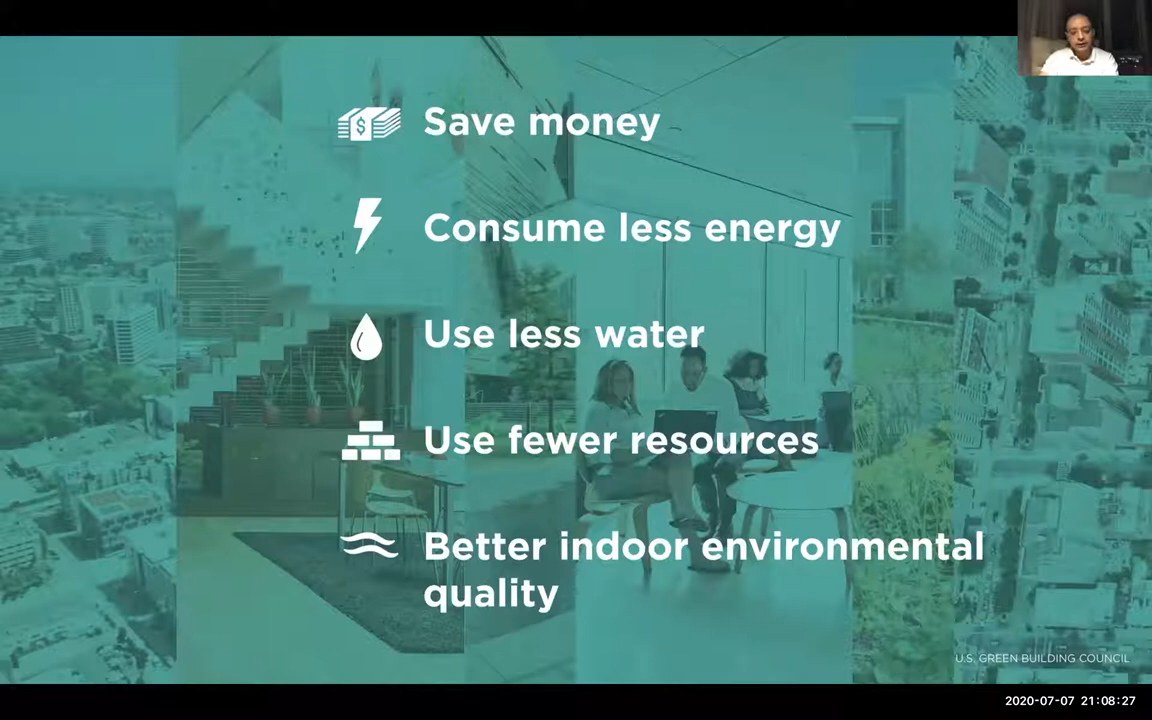 Save money
Consume less energy
Use less water
Use fewer resources
Better indoor environmental
quality
U.S. GREEN BUILDING COUNCIL
2020-07-07 21:08:27